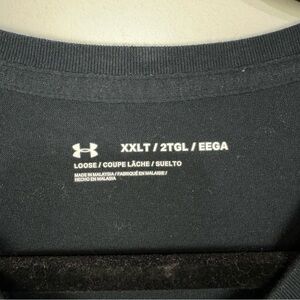 XXLT / 2TGL / EEGA
LOOSE / COUPE LÂCHE / SUELTO
MADE IN MALAYSIA / FABRIQUÉ EN MALAISIE /
HECHO EN MALASIA